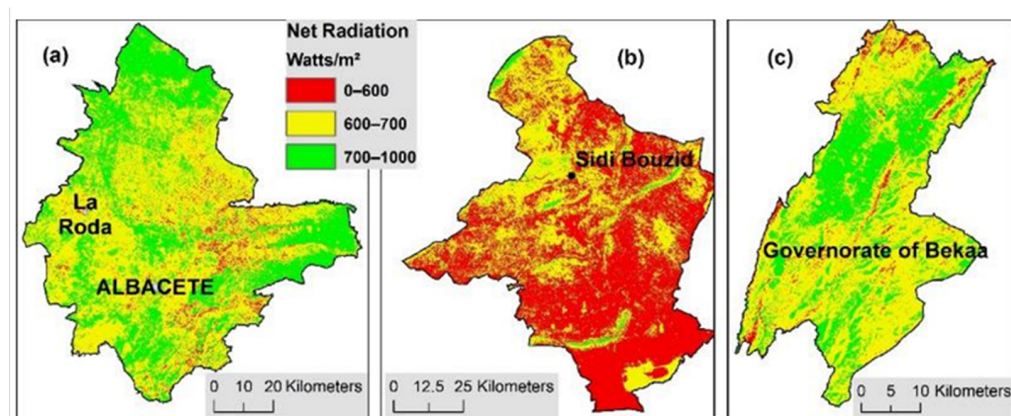 (a)
Net Radiation
Watts/m²
0–600
600–700
700–1000
La
Roda
ALBACETE
0 10 20 Kilometers
(b)
Sidi Bouzid
0 12.5 25 Kilometers
(c)
Governorate of Bekaa
0 5 10 Kilometers